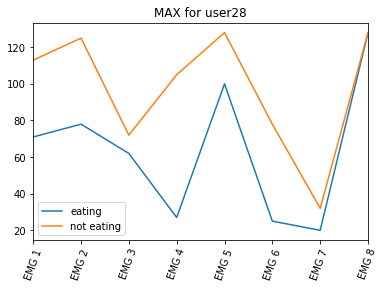 MAX for user28
120
100
80
60
40
20
eating
not eating
EMG 1
EMG 2
EMG 3
EMG 4
EMG 5
EMG 6
EMG 7
EMG 8